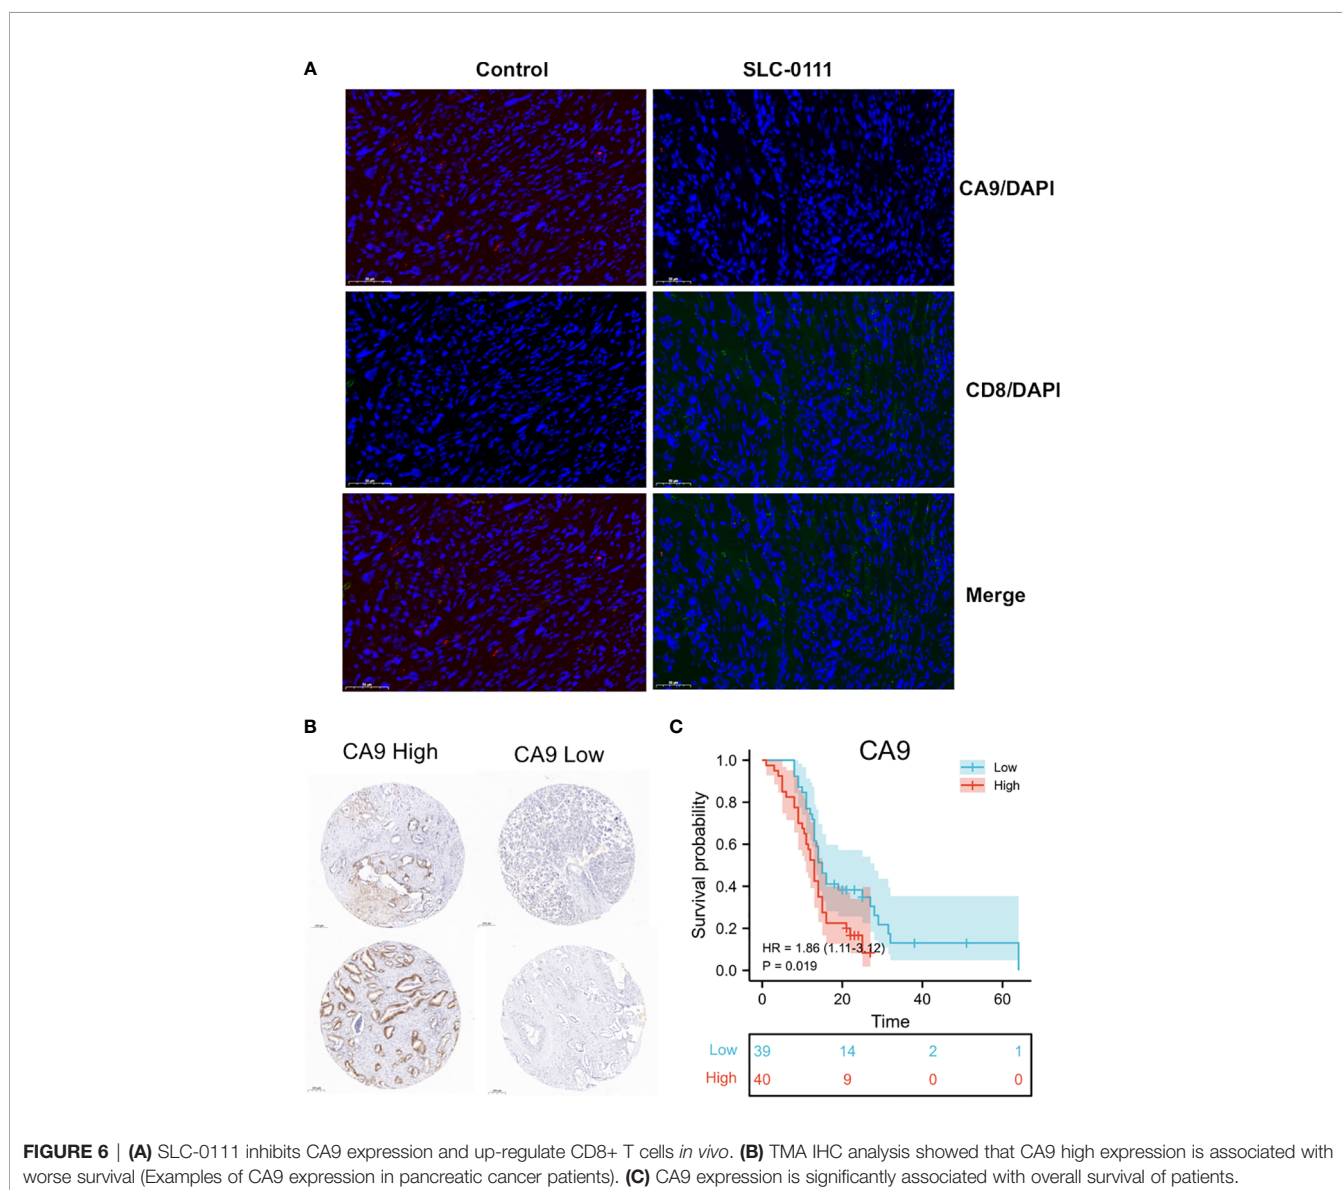 A
Control
SLC-0111
CA9/DAPI
CD8/DAPI
Merge
B
CA9 High
CA9 Low
C
CA9
Low
High
Survival probability
1.0
0.8
0.6
0.4
0.2
0.0
HR = 1.86 (1.11-3.12)
P = 0.019
0 20 40 60
Time
Low 39 14 2 1
High 40 9 0 0
FIGURE 6 | (A) SLC-0111 inhibits CA9 expression and up-regulate CD8+ T cells in vivo. (B) TMA IHC analysis showed that CA9 high expression is associated with
worse survival (Examples of CA9 expression in pancreatic cancer patients). (C) CA9 expression is significantly associated with overall survival of patients.